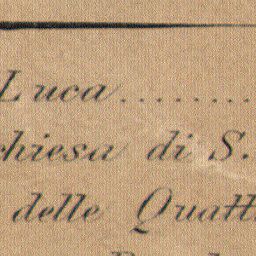 Luca..........
chiesa di S.
delle Quatt